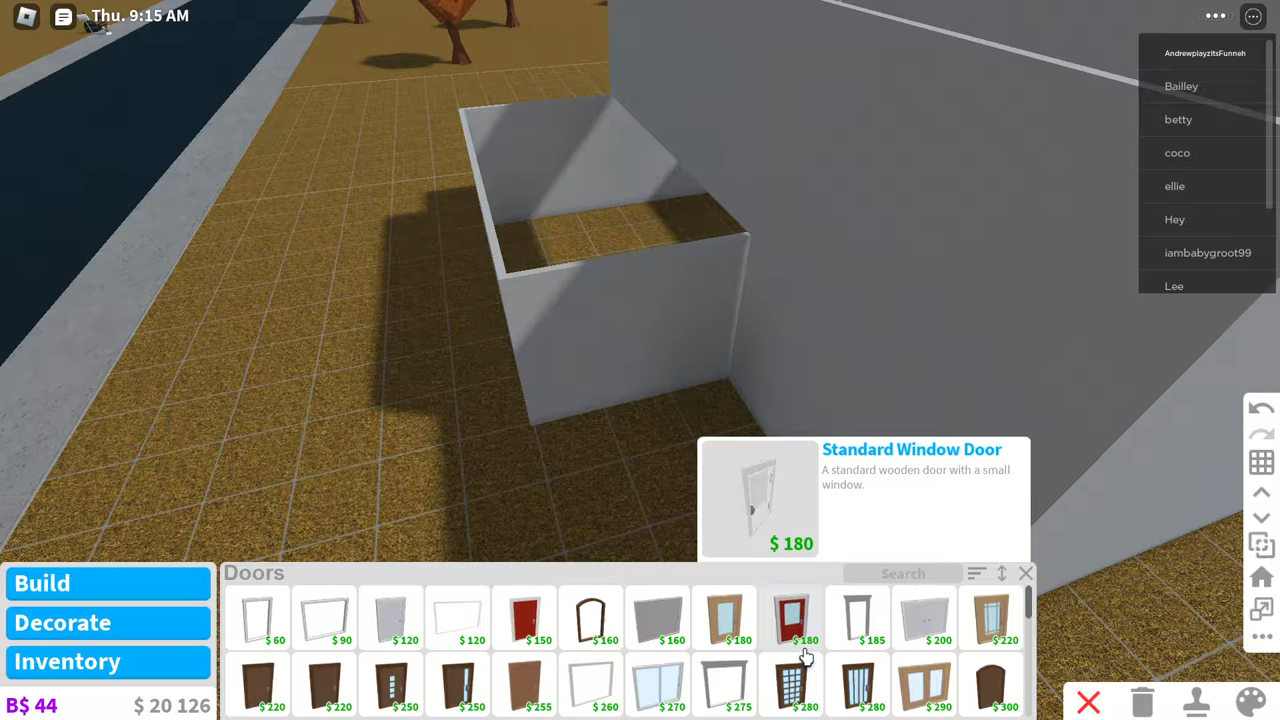 Thu. 9:15 AM
AndrewplayzItsFunneh
Bailley
betty
coco
ellie
Hey
iambabygroot99
Lee
Standard Window Door
A standard wooden door with a small
window.
$ 180
Build
Decorate
Inventory
B$ 44
$ 20 126
Doors
Search
$ 60
$ 90
$ 120
$ 120
$ 150
$ 160
$ 160
$ 180
$ 180
$ 185
$ 200
$ 220
$ 220
$ 220
$ 250
$ 250
$ 255
$ 260
$ 270
$ 275
$ 280
$ 280
$ 290
$ 300